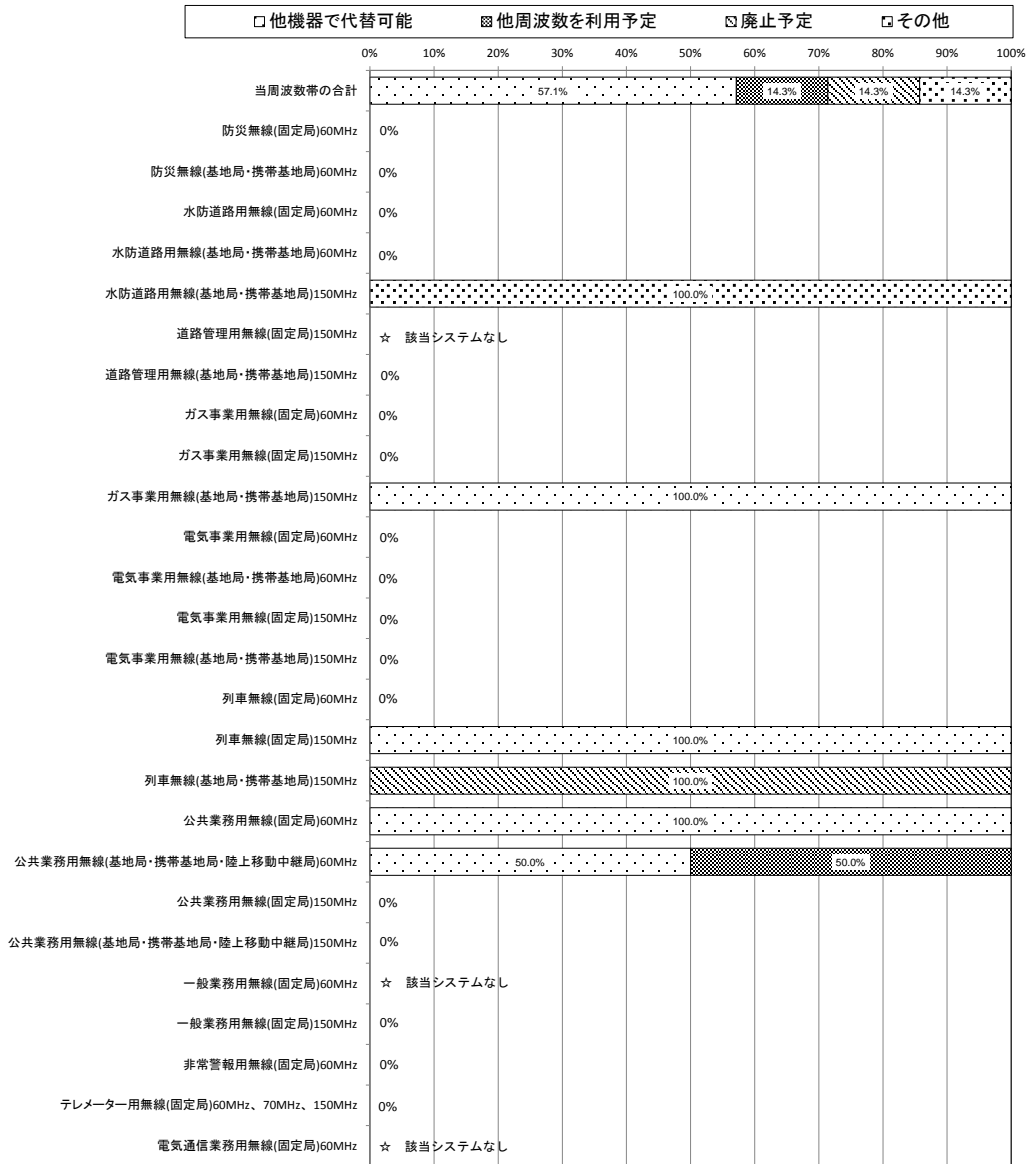 他機器で代替可能 他周波数を利用予定 廃止予定 その他
0% 10% 20% 30% 40% 50% 60% 70% 80% 90% 100%
当周波数帯の合計 57.1% 14.3% 14.3% 14.3%
防災無線(固定局)60MHz 0%
防災無線(基地局・携帯基地局)60MHz 0%
水防道路用無線(固定局)60MHz 0%
水防道路用無線(基地局・携帯基地局)60MHz 0%
水防道路用無線(基地局・携帯基地局)150MHz 100.0%
道路管理用無線(固定局)150MHz ☆ 該当システムなし
道路管理用無線(基地局・携帯基地局)150MHz 0%
ガス事業用無線(固定局)60MHz 0%
ガス事業用無線(固定局)150MHz 0%
ガス事業用無線(基地局・携帯基地局)150MHz 100.0%
電気事業用無線(固定局)60MHz 0%
電気事業用無線(基地局・携帯基地局)60MHz 0%
電気事業用無線(固定局)150MHz 0%
電気事業用無線(基地局・携帯基地局)150MHz 0%
列車無線(固定局)60MHz 0%
列車無線(固定局)150MHz 100.0%
列車無線(基地局・携帯基地局)150MHz 100.0%
公共業務用無線(固定局)60MHz 100.0%
公共業務用無線(基地局・携帯基地局・陸上移動中継局)60MHz 50.0% 50.0%
公共業務用無線(固定局)150MHz 0%
公共業務用無線(基地局・携帯基地局・陸上移動中継局)150MHz 0%
一般業務用無線(固定局)60MHz ☆ 該当システムなし
一般業務用無線(固定局)150MHz 0%
非常警報用無線(固定局)60MHz 0%
テレメーター用無線(固定局)60MHz、70MHz、150MHz 0%
電気通信業務用無線(固定局)60MHz ☆ 該当システムなし